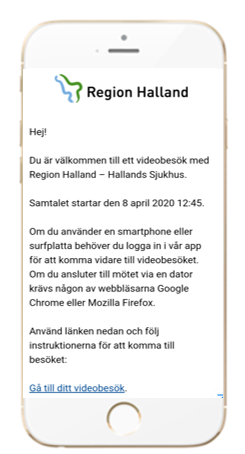 Region Halland
Hej!
Du är välkommen till ett videobesök med
Region Halland – Hallands Sjukhus.
Samtalet startar den 8 april 2020 12:45.
Om du använder en smartphone eller
surfplatta behöver du logga in i vår app
för att komma vidare till videobesöket.
Om du ansluter till mötet via en dator
krävs någon av webbläsarna Google
Chrome eller Mozilla Firefox.
Använd länken nedan och följ
instruktionerna för att komma till
besöket:
Gå till ditt videobesök.